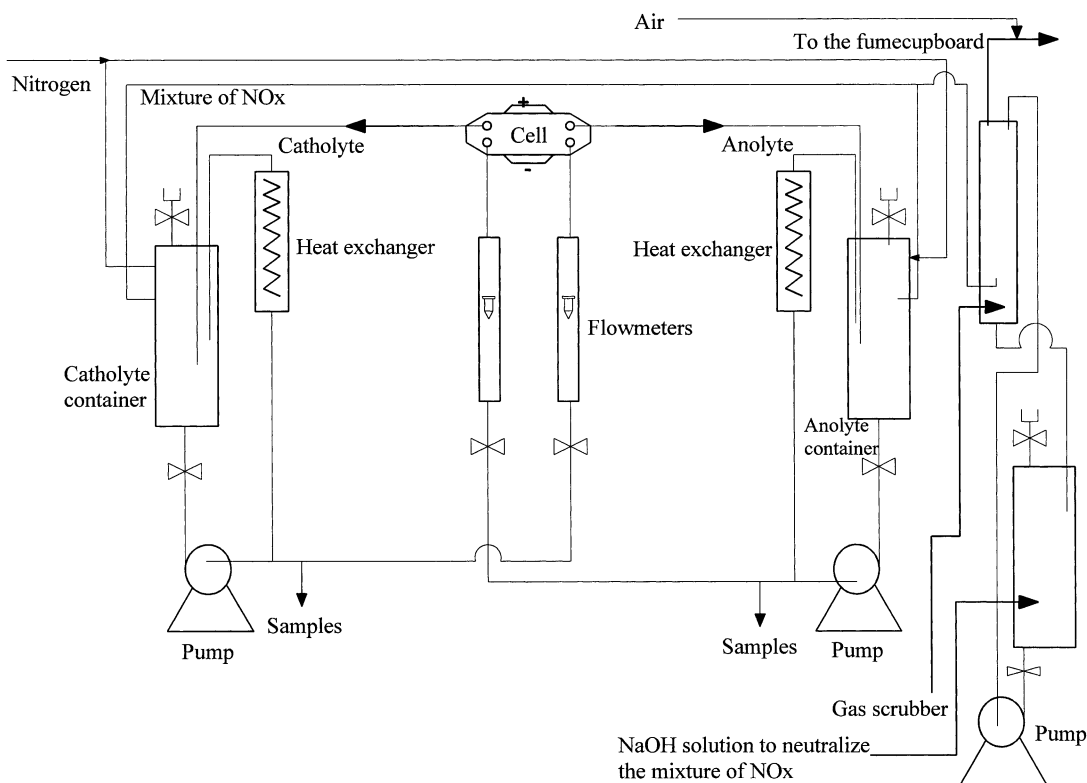 Air
To the fumecupboard
Nitrogen
Mixture of NOx
+
Cell
-
Catholyte
Anolyte
Heat exchanger
Heat exchanger
Flowmeters
Catholyte
container
Anolyte
container
Samples
Pump
Samples
Pump
Gas scrubber
Pump
NaOH solution to neutralize
the mixture of NOx